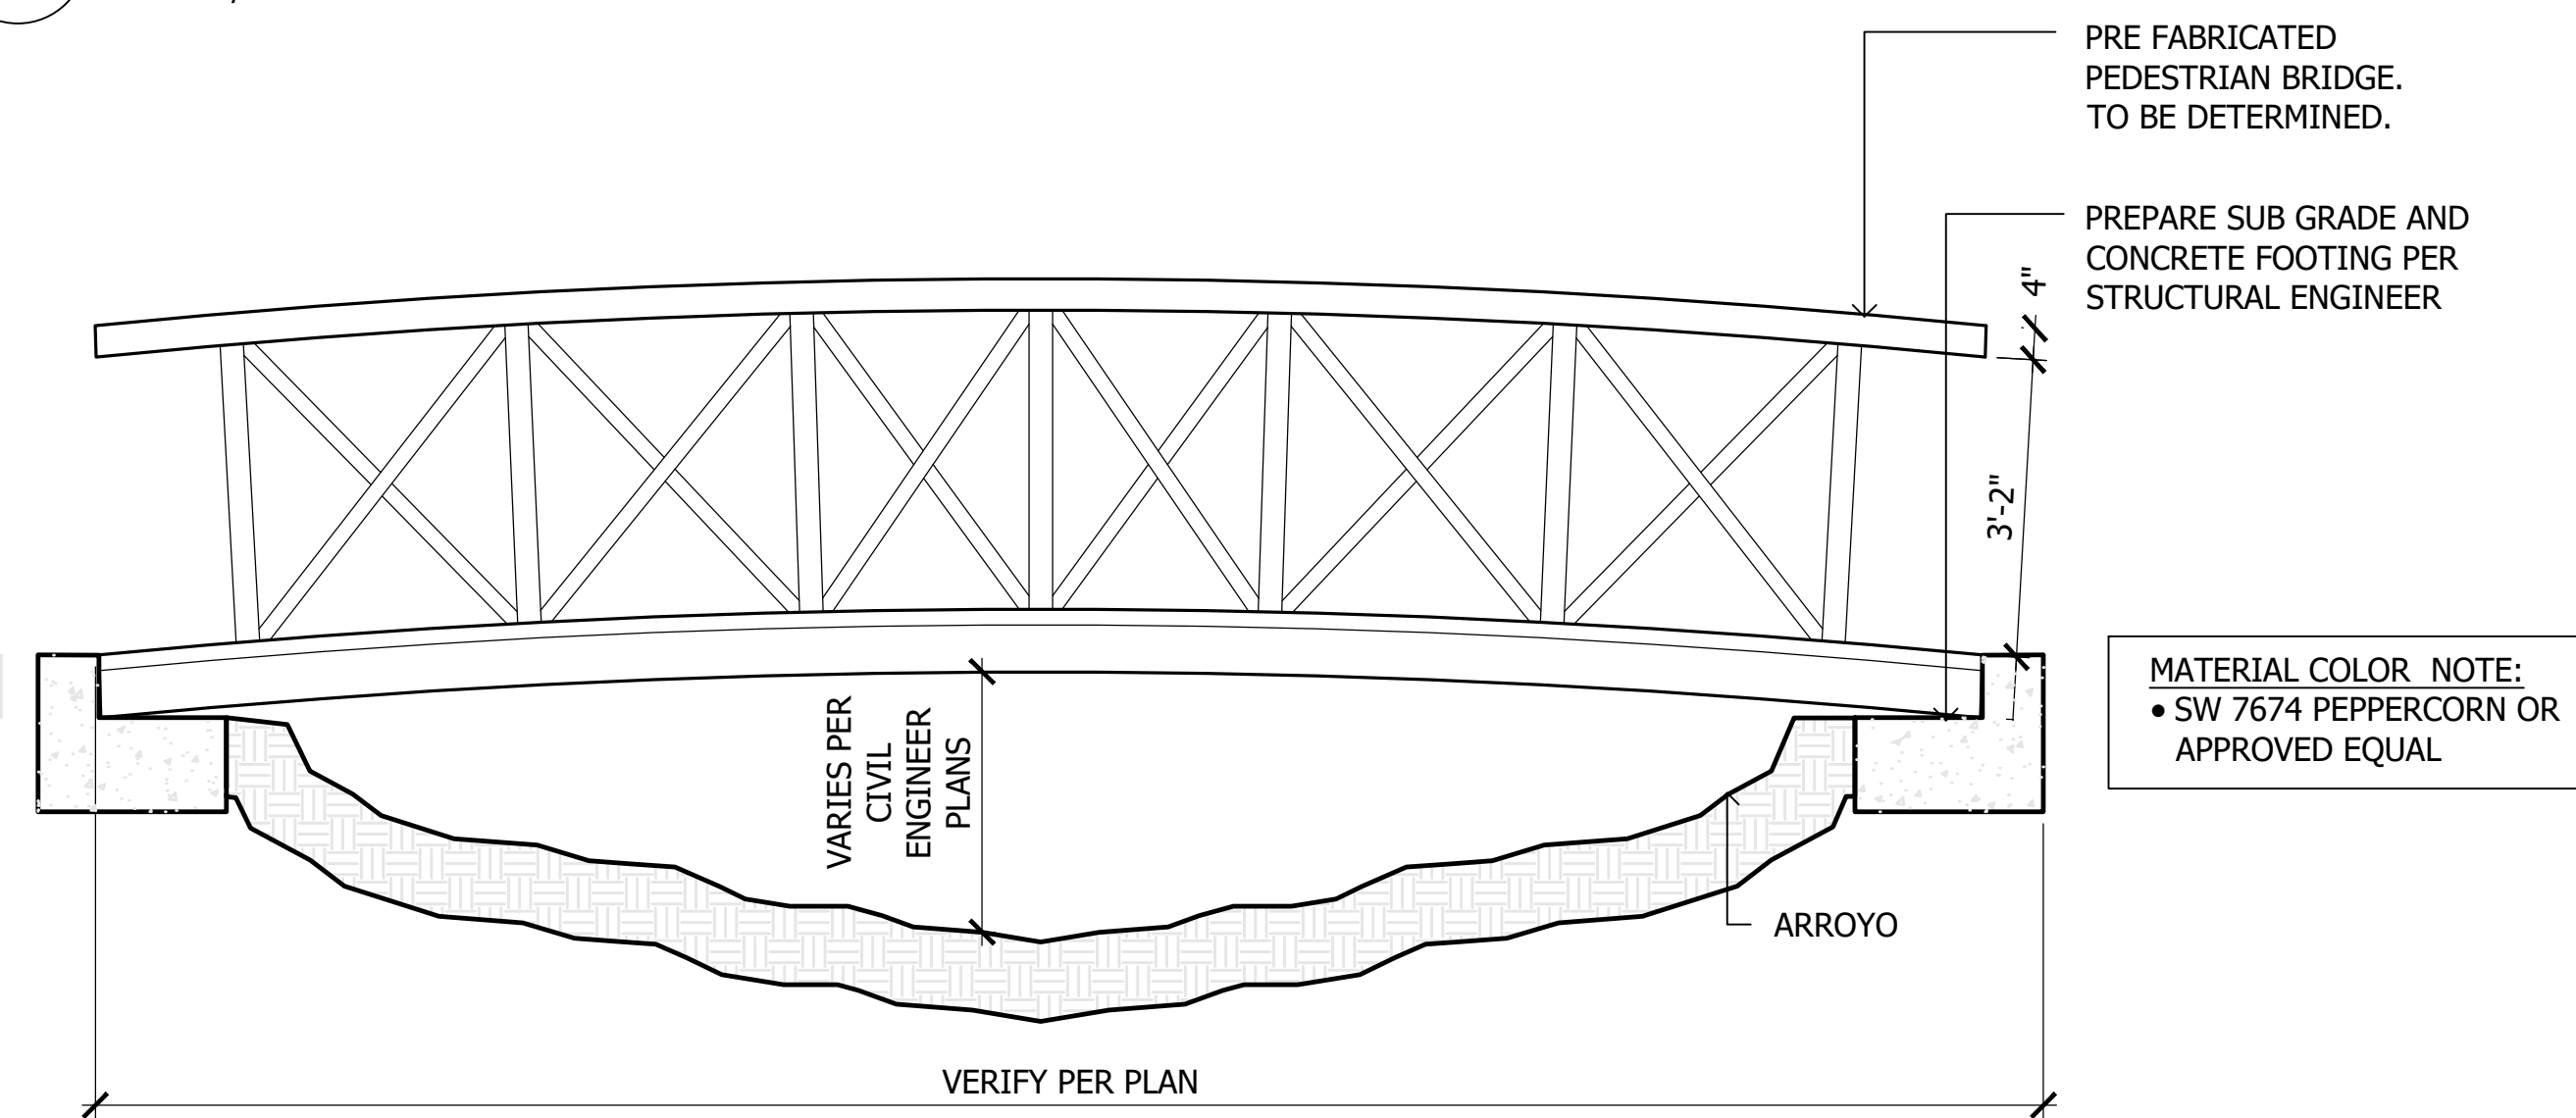 PRE FABRICATED
PEDESTRIAN BRIDGE.
TO BE DETERMINED.
PREPARE SUB GRADE AND
CONCRETE FOOTING PER
STRUCTURAL ENGINEER
4"
3'-2"
MATERIAL COLOR NOTE:
• SW 7674 PEPPERCORN OR
APPROVED EQUAL
VARIES PER
CIVIL
ENGINEER
PLANS
ARROYO
VERIFY PER PLAN